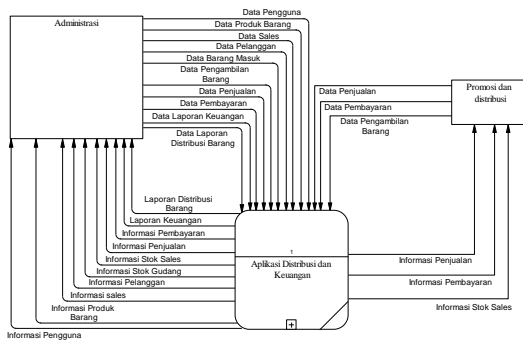 Data Pengguna
Data Produk Barang
Data Sales
Data Pelanggan
Data Barang Masuk
Data Pengambilan
Barang
Data Penjualan
Data Pembayaran
Data Laporan Keuangan
Data Laporan
Distribusi Barang
Administrasi
Data Penjualan
Data Pembayaran
Data Pengambilan
Barang
Promosi dan
distribusi
Laporan Distribusi
Barang
Laporan Keuangan
Informasi Pembayaran
Informasi Penjualan
Informasi Stok Sales
Informasi Stok Gudang
Informasi Pelanggan
Informasi sales
Informasi Produk
Barang
Informasi Pengguna
1
Aplikasi Distribusi dan
Keuangan
+
Informasi Penjualan
Informasi Pembayaran
Informasi Stok Sales